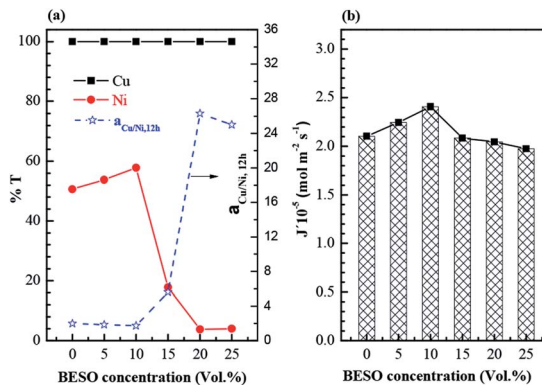 (a)
% T
100
80
60
40
20
0
Cu
Ni
a Cu/Ni,12h
36
32
28
24
20
16
12
8
4
0
a Cu/Ni, 12h
0 5 10 15 20 25
BESO concentration (Vol.%)
(b)
J´10⁻⁵ (mol m⁻² s⁻¹)
3.0
2.5
2.0
1.5
1.0
0.5
0.0
0 5 10 15 20 25
BESO concentration (Vol.%)